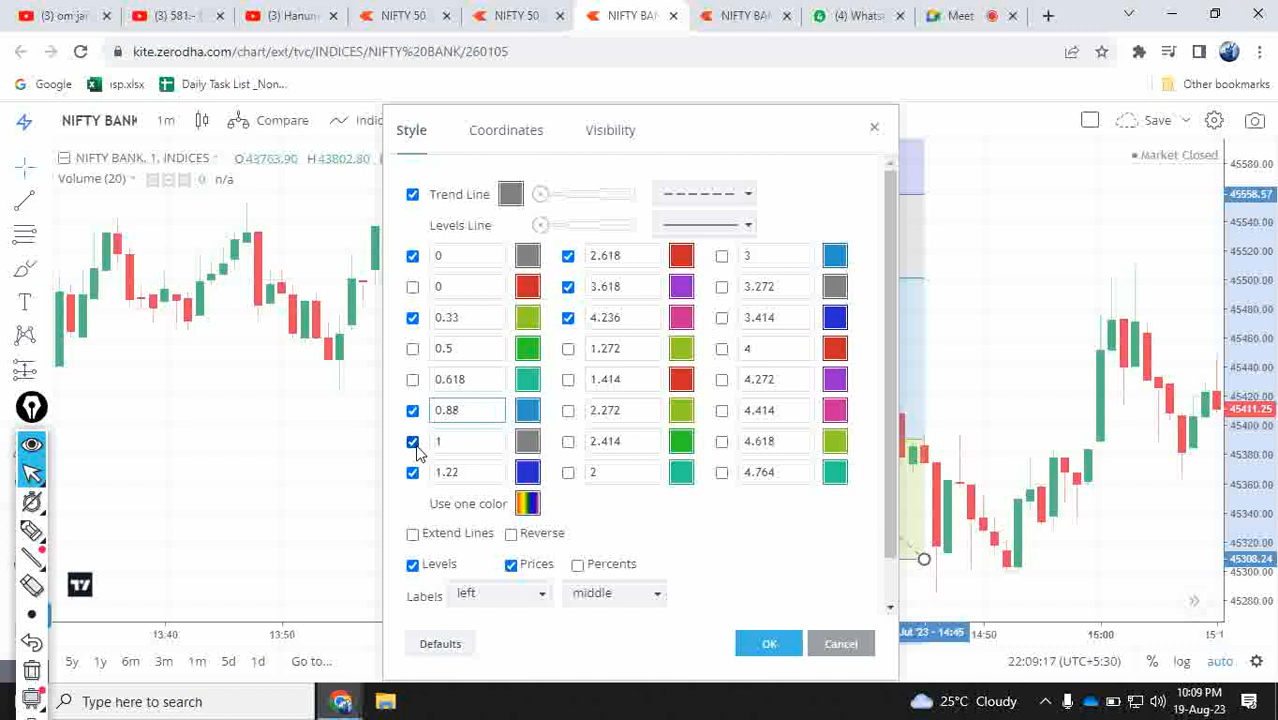 (3) om jar
(3) 581:-
(3) Hanum
NIFTY 50
NIFTY 50
NIFTY BAN
NIFTY BA
(4) Whats
Meet
kite.zerodha.com/chart/ext/tvc/INDICES/NIFTY%20BANK/260105
Google
ısp.xlsx
Daily Task List _Non...
Other bookmarks
NIFTY BANK
1m
Compare
Indic
Save
NIFTY BANK, 1, INDICES
O43763.90 H43802.80
Volume (20)
n/a
Market Closed
Style
Coordinates
Visibility
Trend Line
Levels Line
0 2.618 3
0 3.618 3.272
0.33 4.236 3.414
0.5 1.272 4
0.618 1.414 4.272
0.88 2.272 4.414
1 2.414 4.618
1.22 2 4.764
Use one color
Extend Lines
Reverse
Levels
Prices
Percents
Labels
left
middle
Defaults
OK
Cancel
45580.00
45558.57
45540.00
45520.00
45500.00
45480.00
45460.00
45440.00
45420.00
45411.25
45400.00
45380.00
45360.00
45340.00
45320.00
45308.24
45300.00
45280.00
13:40
13:50
Jul '23 - 14:45
14:50
15:00
15:1
5y 1y 6m 3m 1m 5d 1d Go to...
22:09:17 (UTC+5:30)
%
log
auto
Type here to search
25°C Cloudy
10:09 PM
19-Aug-23